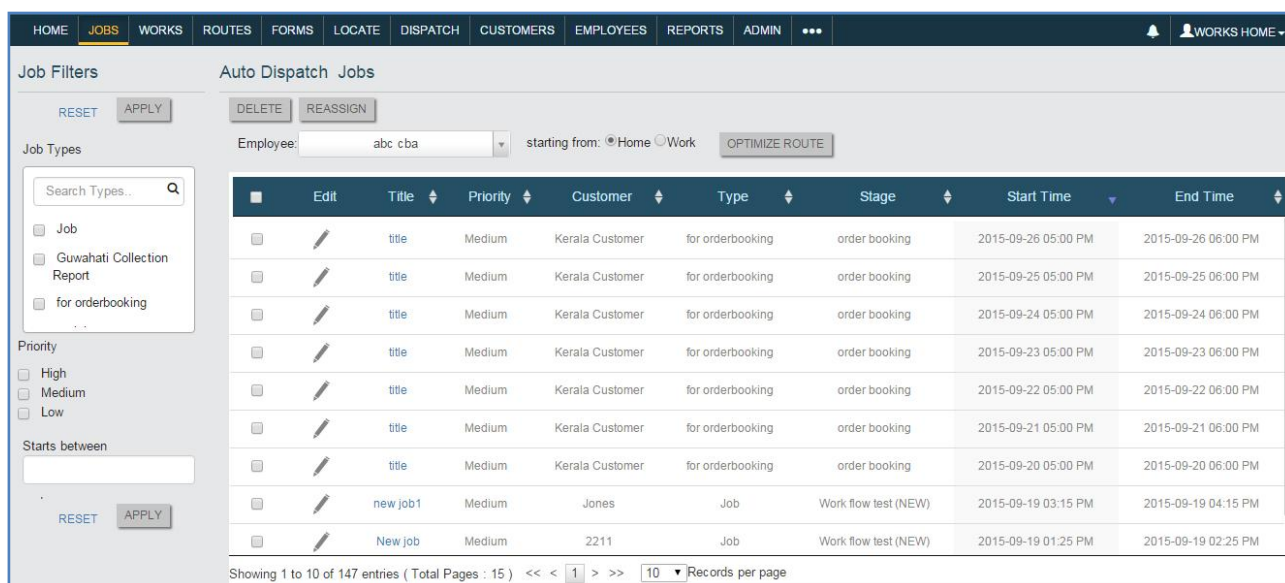 HOME JOBS WORKS ROUTES FORMS LOCATE DISPATCH CUSTOMERS EMPLOYEES REPORTS ADMIN ••• WORKS HOME
Job Filters
RESET APPLY
Job Types
Search Types..
Job
Guwahati Collection
Report
for orderbooking
Priority
High
Medium
Low
Starts between
RESET APPLY
Auto Dispatch Jobs
DELETE REASSIGN
Employee: abc cba starting from: Home Work OPTIMIZE ROUTE
Edit Title Priority Customer Type Stage Start Time End Time
title Medium Kerala Customer for orderbooking order booking 2015-09-26 05:00 PM 2015-09-26 06:00 PM
title Medium Kerala Customer for orderbooking order booking 2015-09-25 05:00 PM 2015-09-25 06:00 PM
title Medium Kerala Customer for orderbooking order booking 2015-09-24 05:00 PM 2015-09-24 06:00 PM
title Medium Kerala Customer for orderbooking order booking 2015-09-23 05:00 PM 2015-09-23 06:00 PM
title Medium Kerala Customer for orderbooking order booking 2015-09-22 05:00 PM 2015-09-22 06:00 PM
title Medium Kerala Customer for orderbooking order booking 2015-09-21 05:00 PM 2015-09-21 06:00 PM
title Medium Kerala Customer for orderbooking order booking 2015-09-20 05:00 PM 2015-09-20 06:00 PM
new job1 Medium Jones Job Work flow test (NEW) 2015-09-19 03:15 PM 2015-09-19 04:15 PM
New job Medium 2211 Job Work flow test (NEW) 2015-09-19 01:25 PM 2015-09-19 02:25 PM
Showing 1 to 10 of 147 entries ( Total Pages : 15 ) << < 1 > >> 10 Records per page